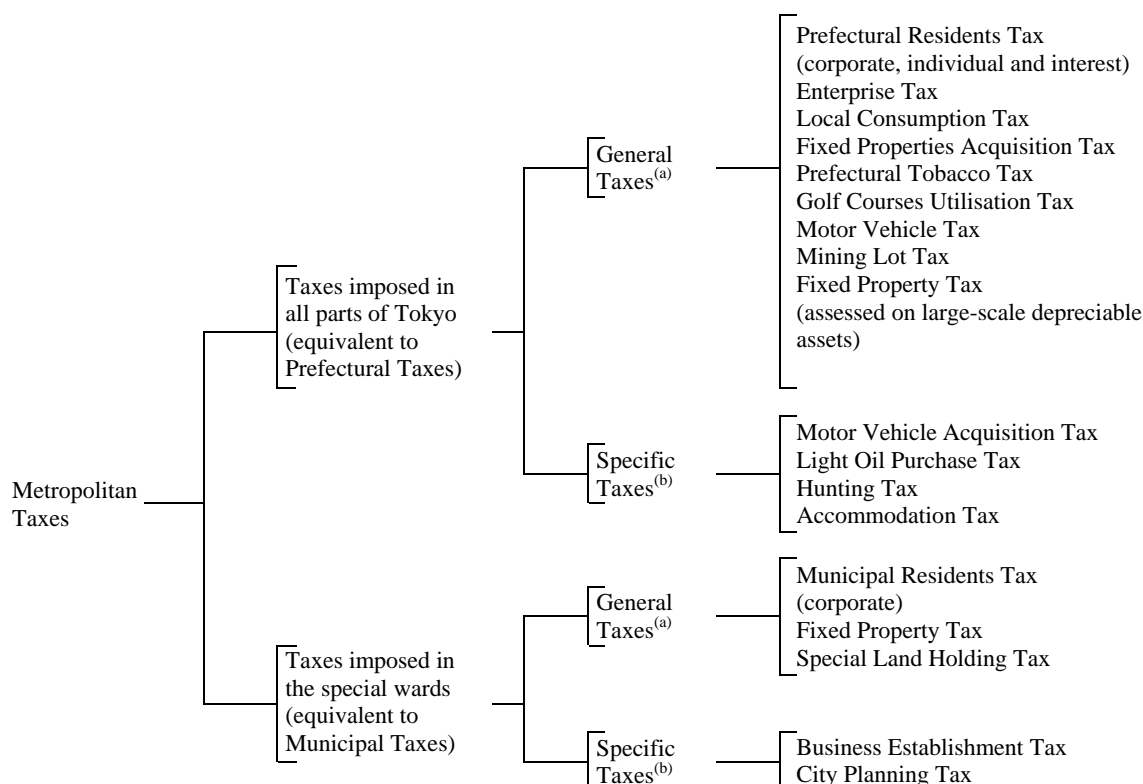 Metropolitan
Taxes
Taxes imposed in
all parts of Tokyo
(equivalent to
Prefectural Taxes)
General
Taxes(a)
Prefectural Residents Tax
(corporate, individual and interest)
Enterprise Tax
Local Consumption Tax
Fixed Properties Acquisition Tax
Prefectural Tobacco Tax
Golf Courses Utilisation Tax
Motor Vehicle Tax
Mining Lot Tax
Fixed Property Tax
(assessed on large-scale depreciable
assets)
Specific
Taxes(b)
Motor Vehicle Acquisition Tax
Light Oil Purchase Tax
Hunting Tax
Accommodation Tax
Taxes imposed in
the special wards
(equivalent to
Municipal Taxes)
General
Taxes(a)
Municipal Residents Tax
(corporate)
Fixed Property Tax
Special Land Holding Tax
Specific
Taxes(b)
Business Establishment Tax
City Planning Tax